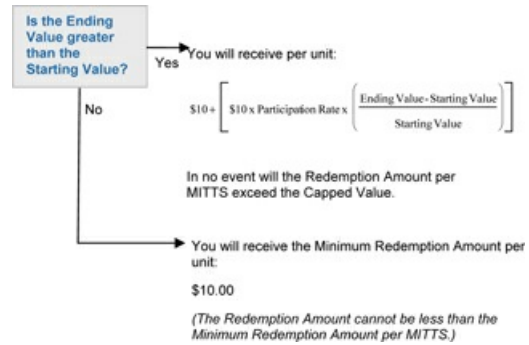 Is the Ending
Value greater
than the
Starting Value?
Yes
You will receive per unit:
$10 + [ $10 x Participation Rate x ( Ending Value - Starting Value
Starting Value ) ]
In no event will the Redemption Amount per
MITTS exceed the Capped Value.
No
You will receive the Minimum Redemption Amount per
unit:
$10.00
(The Redemption Amount cannot be less than the
Minimum Redemption Amount per MITTS.)